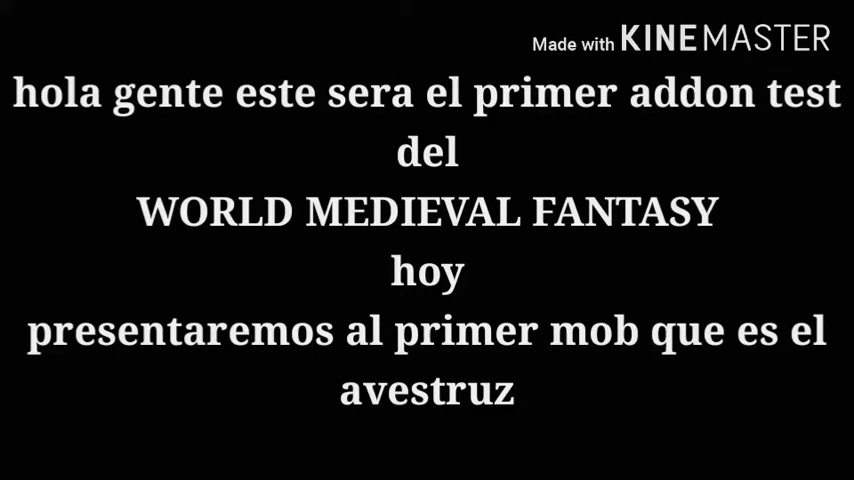 Made with KINEMASTER
hola gente este sera el primer addon test
del
WORLD MEDIEVAL FANTASY
hoy
presentaremos al primer mob que es el
avestruz